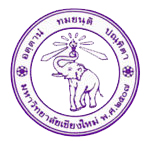 อตฺตานํ ทมยนฺติ ปณฺฑิตา
มหาวิทยาลัยเชียงใหม่ พ.ศ.๒๕๐๗